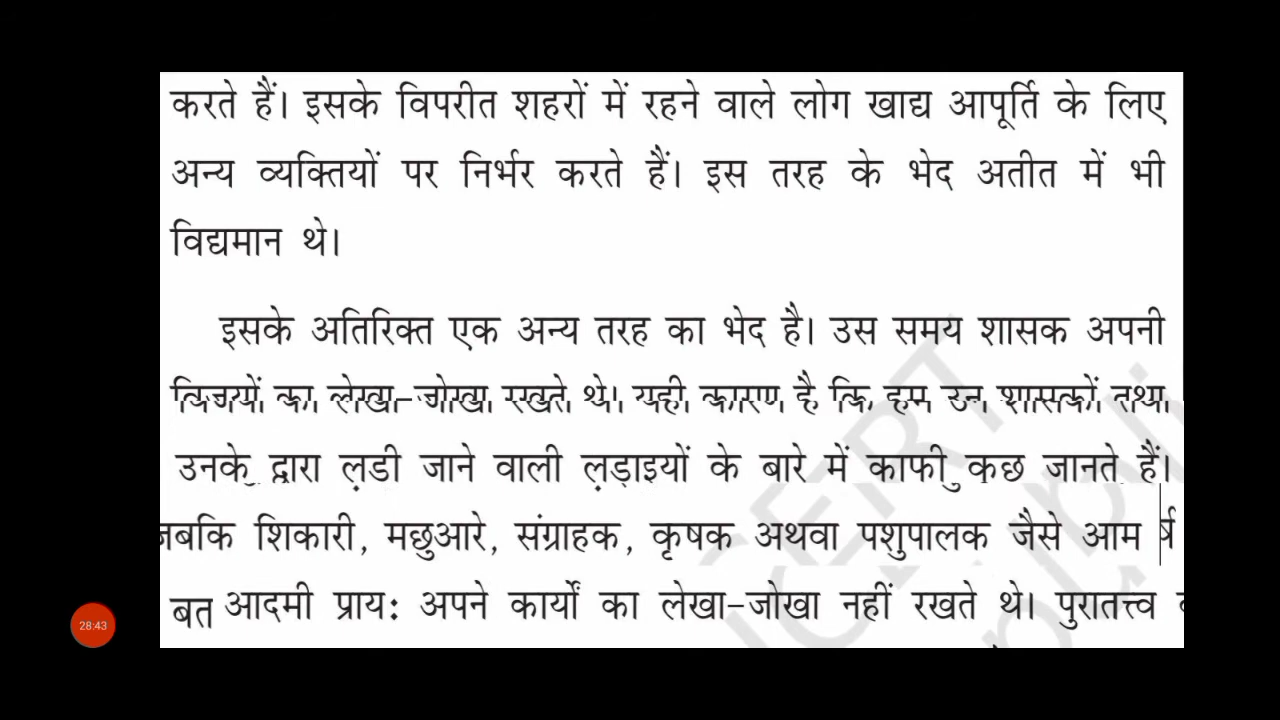 करते हैं। इसके विपरीत शहरों में रहने वाले लोग खाद्य आपूर्ति के लिए
अन्य व्यक्तियों पर निर्भर करते हैं। इस तरह के भेद अतीत में भी
विद्यमान थे।
इसके अतिरिक्त एक अन्य तरह का भेद है। उस समय शासक अपनी
विजयों का लेखा-जोखा रखते थे। यही कारण है कि हम उन शासकों तथा
उनके द्वारा लड़ी जाने वाली लड़ाइयों के बारे में काफी कुछ जानते हैं।
जबकि शिकारी, मछुआरे, संग्राहक, कृषक अथवा पशुपालक जैसे आम
बत आदमी प्राय: अपने कार्यों का लेखा-जोखा नहीं रखते थे। पुरातत्त्व
28:43